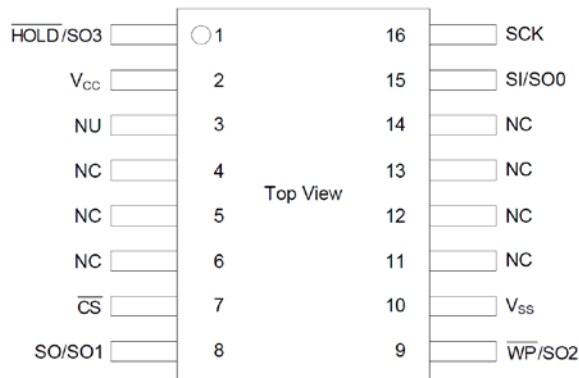 HOLD/SO3 1 16 SCK
VCC 2 15 SI/SO0
NU 3 14 NC
NC 4 13 NC
Top View
NC 5 12 NC
NC 6 11 NC
CS 7 10 VSS
SO/SO1 8 9 WP/SO2